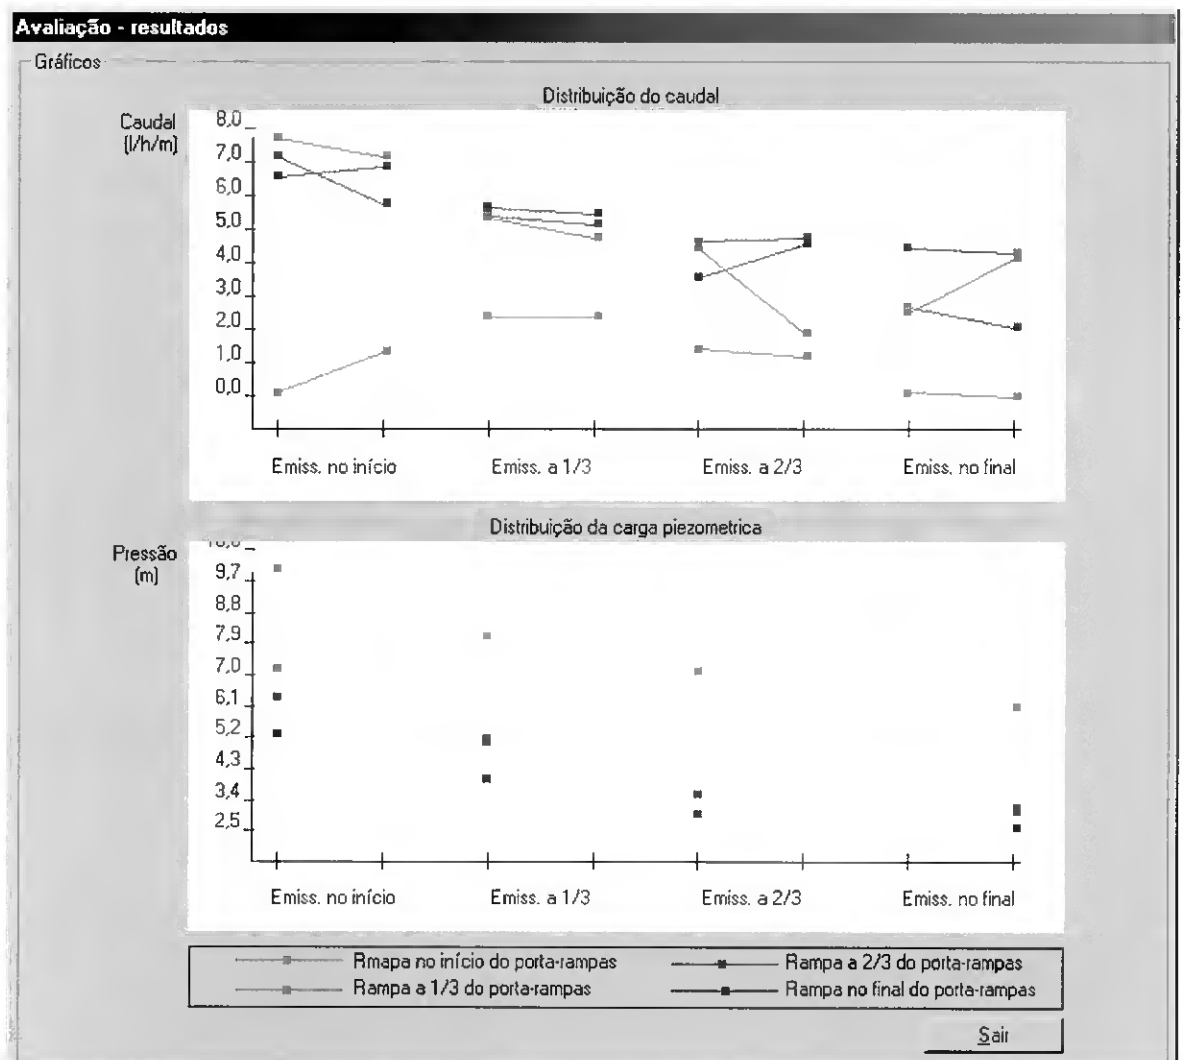 Avaliação - resultados
Gráficos
Distribuição do caudal
Caudal
(l/h/m)
8,0
7,0
6,0
5,0
4,0
3,0
2,0
1,0
0,0
Emiss. no início Emiss. a 1/3 Emiss. a 2/3 Emiss. no final
Distribuição da carga piezometrica
Pressão
(m)
9,7
8,8
7,9
7,0
6,1
5,2
4,3
3,4
2,5
Emiss. no início Emiss. a 1/3 Emiss. a 2/3 Emiss. no final
Rmapa no início do porta-rampas Rampa a 2/3 do porta-rampas
Rampa a 1/3 do porta-rampas Rampa no final do porta-rampas
Sair